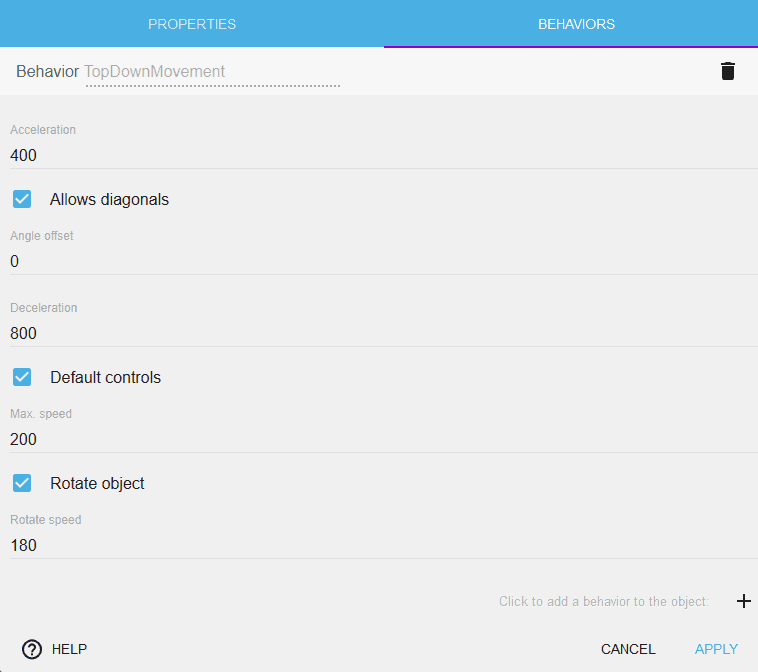 PROPERTIES BEHAVIORS
Behavior TopDownMovement
Acceleration
400
Allows diagonals
Angle offset
0
Deceleration
800
Default controls
Max. speed
200
Rotate object
Rotate speed
180
Click to add a behavior to the object:
? HELP CANCEL APPLY